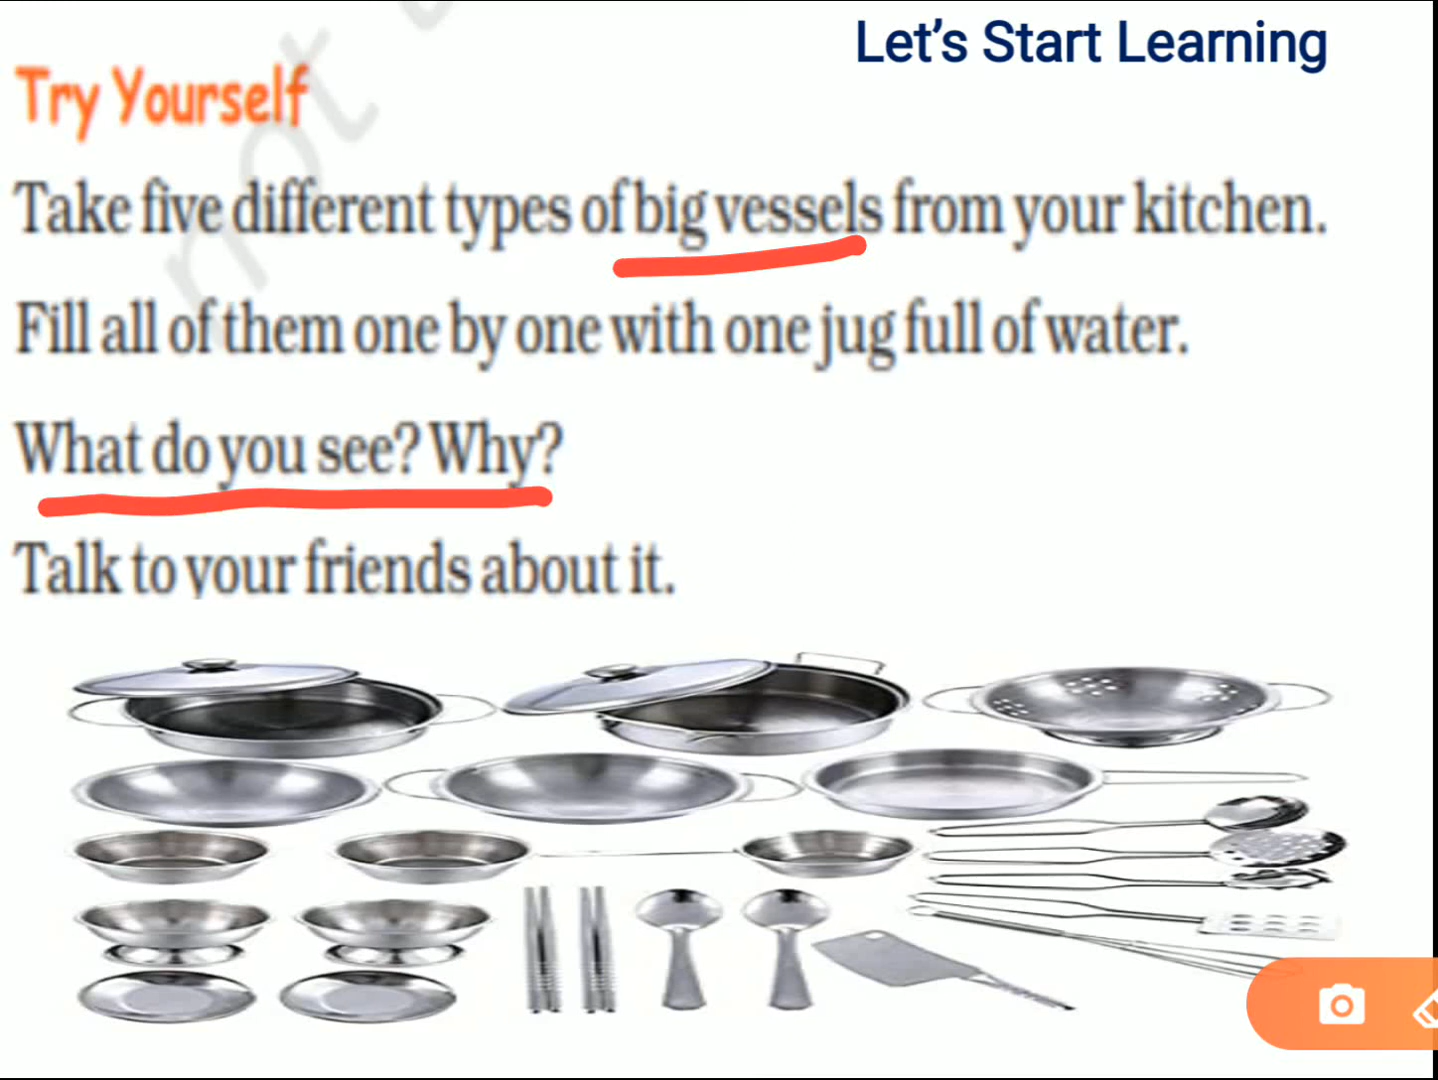 Let's Start Learning
Try Yourself
Take five different types of big vessels from your kitchen.
Fill all of them one by one with one jug full of water.
What do you see? Why?
Talk to your friends about it.
not